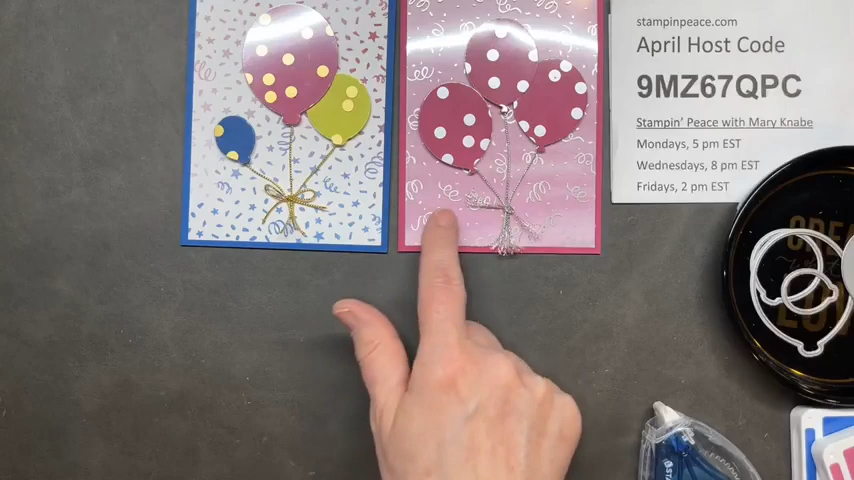 stampinpeace.com
April Host Code
9MZ67QPC
Stampin' Peace with Mary Knabe
Mondays, 5 pm EST
Wednesdays, 8 pm EST
Fridays, 2 pm EST